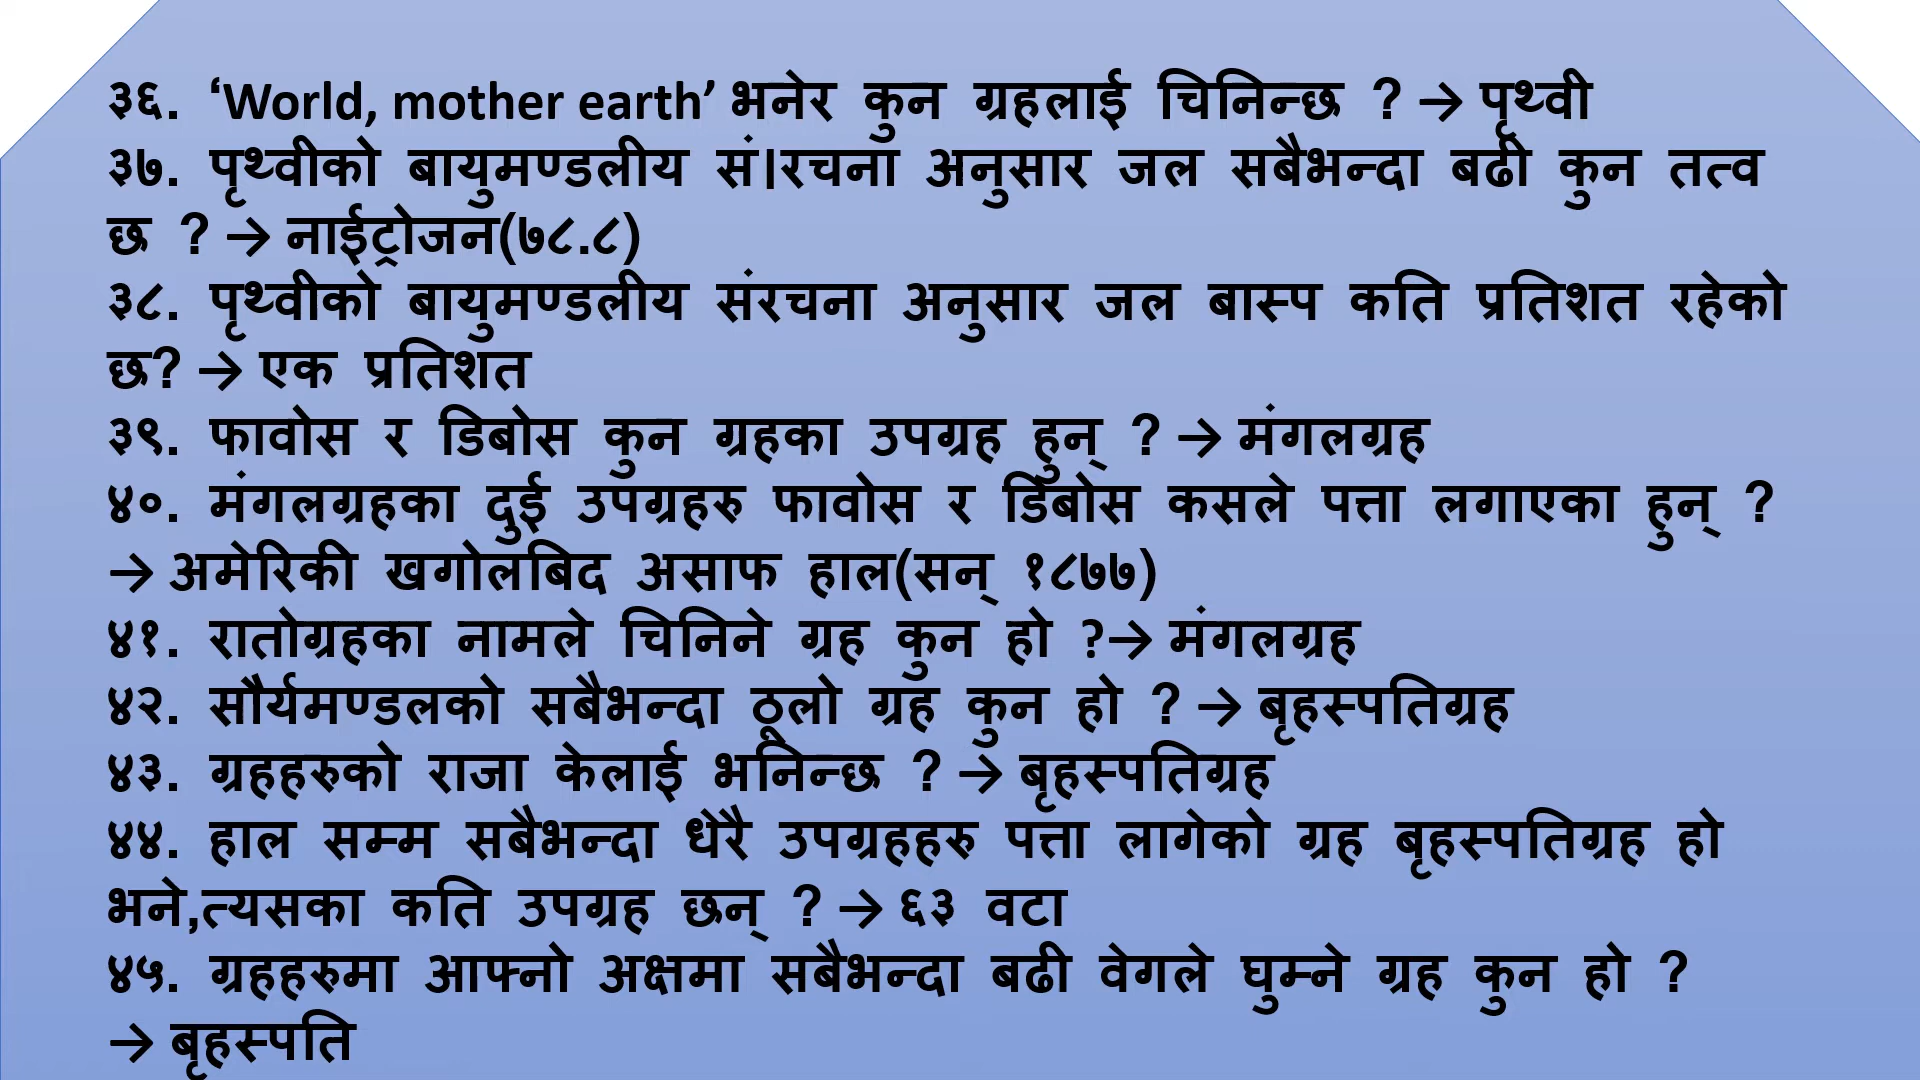 ३६. ‘World, mother earth’ भनेर कुन ग्रहलाई चिनिन्छ ? → पृथ्वी
३७. पृथ्वीको बायुमण्डलीय सं।रचना अनुसार जल सबैभन्दा बढी कुन तत्व
छ ? → नाईट्रोजन(७८.८)
३८. पृथ्वीको बायुमण्डलीय संरचना अनुसार जल बास्प कति प्रतिशत रहेको
छ? → एक प्रतिशत
३९. फावोस र डिबोस कुन ग्रहका उपग्रह हुन् ? → मंगलग्रह
४०. मंगलग्रहका दुई उपग्रहरु फावोस र डिबोस कसले पत्ता लगाएका हुन् ?
→ अमेरिकी खगोलबिद असाफ हाल(सन् १८७७)
४१. रातोग्रहका नामले चिनिने ग्रह कुन हो ?→ मंगलग्रह
४२. सौर्यमण्डलको सबैभन्दा ठूलो ग्रह कुन हो ? → बृहस्पतिग्रह
४३. ग्रहहरुको राजा केलाई भनिन्छ ? → बृहस्पतिग्रह
४४. हाल सम्म सबैभन्दा धेरै उपग्रहहरु पत्ता लागेको ग्रह बृहस्पतिग्रह हो
भने,त्यसका कति उपग्रह छन् ? → ६३ वटा
४५. ग्रहहरुमा आफ्नो अक्षमा सबैभन्दा बढी वेगले घुम्ने ग्रह कुन हो ?
→ बृहस्पति